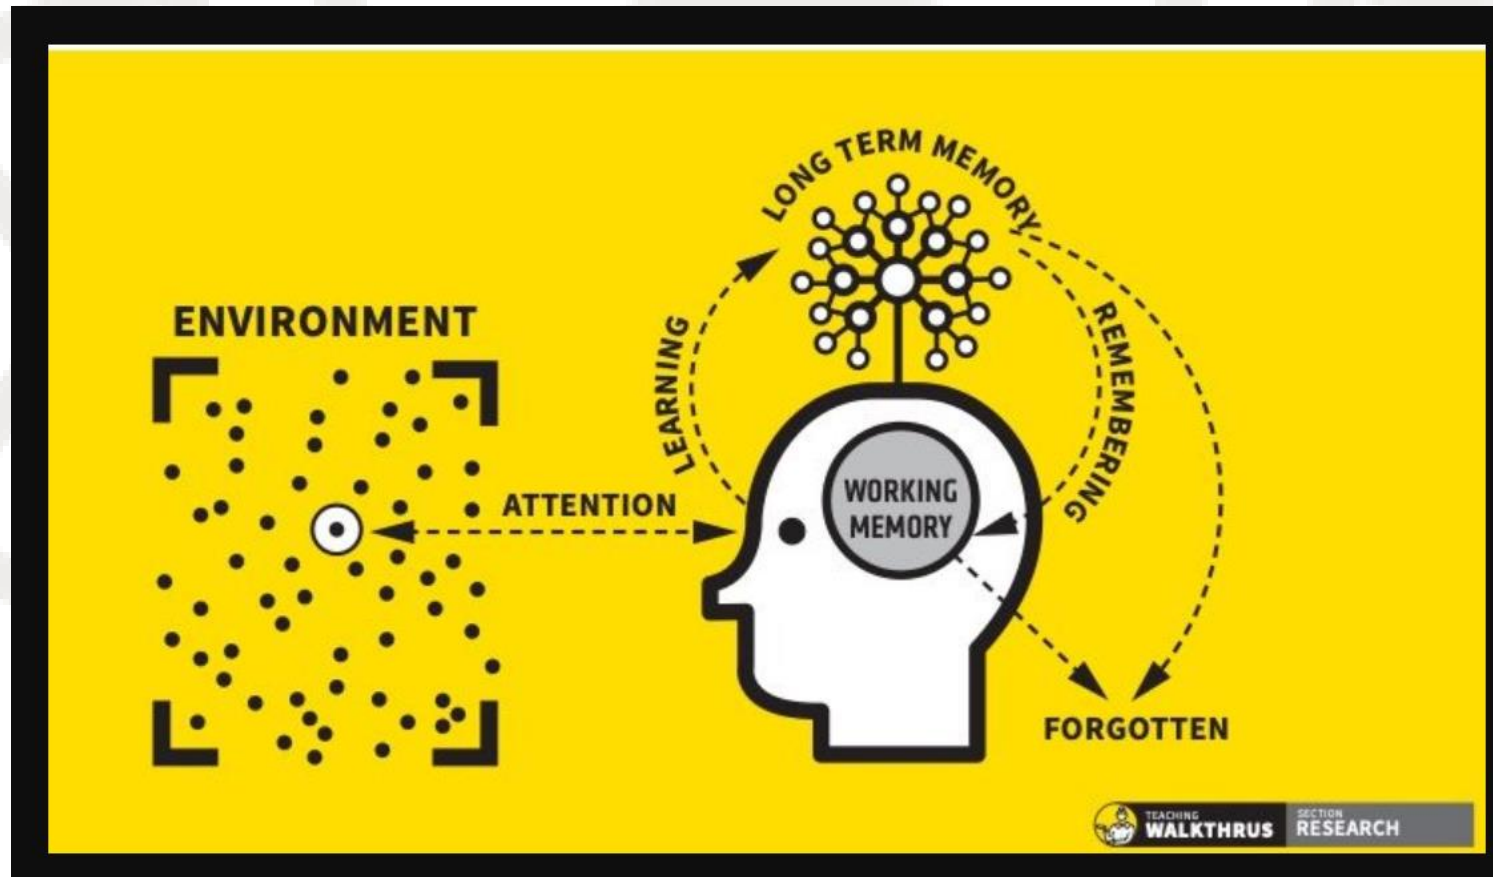 LONG TERM MEMORY
ENVIRONMENT
LEARNING
REMEMBERING
ATTENTION
WORKING
MEMORY
FORGOTTEN
TEACHING
WALKTHRUS
SECTION
RESEARCH